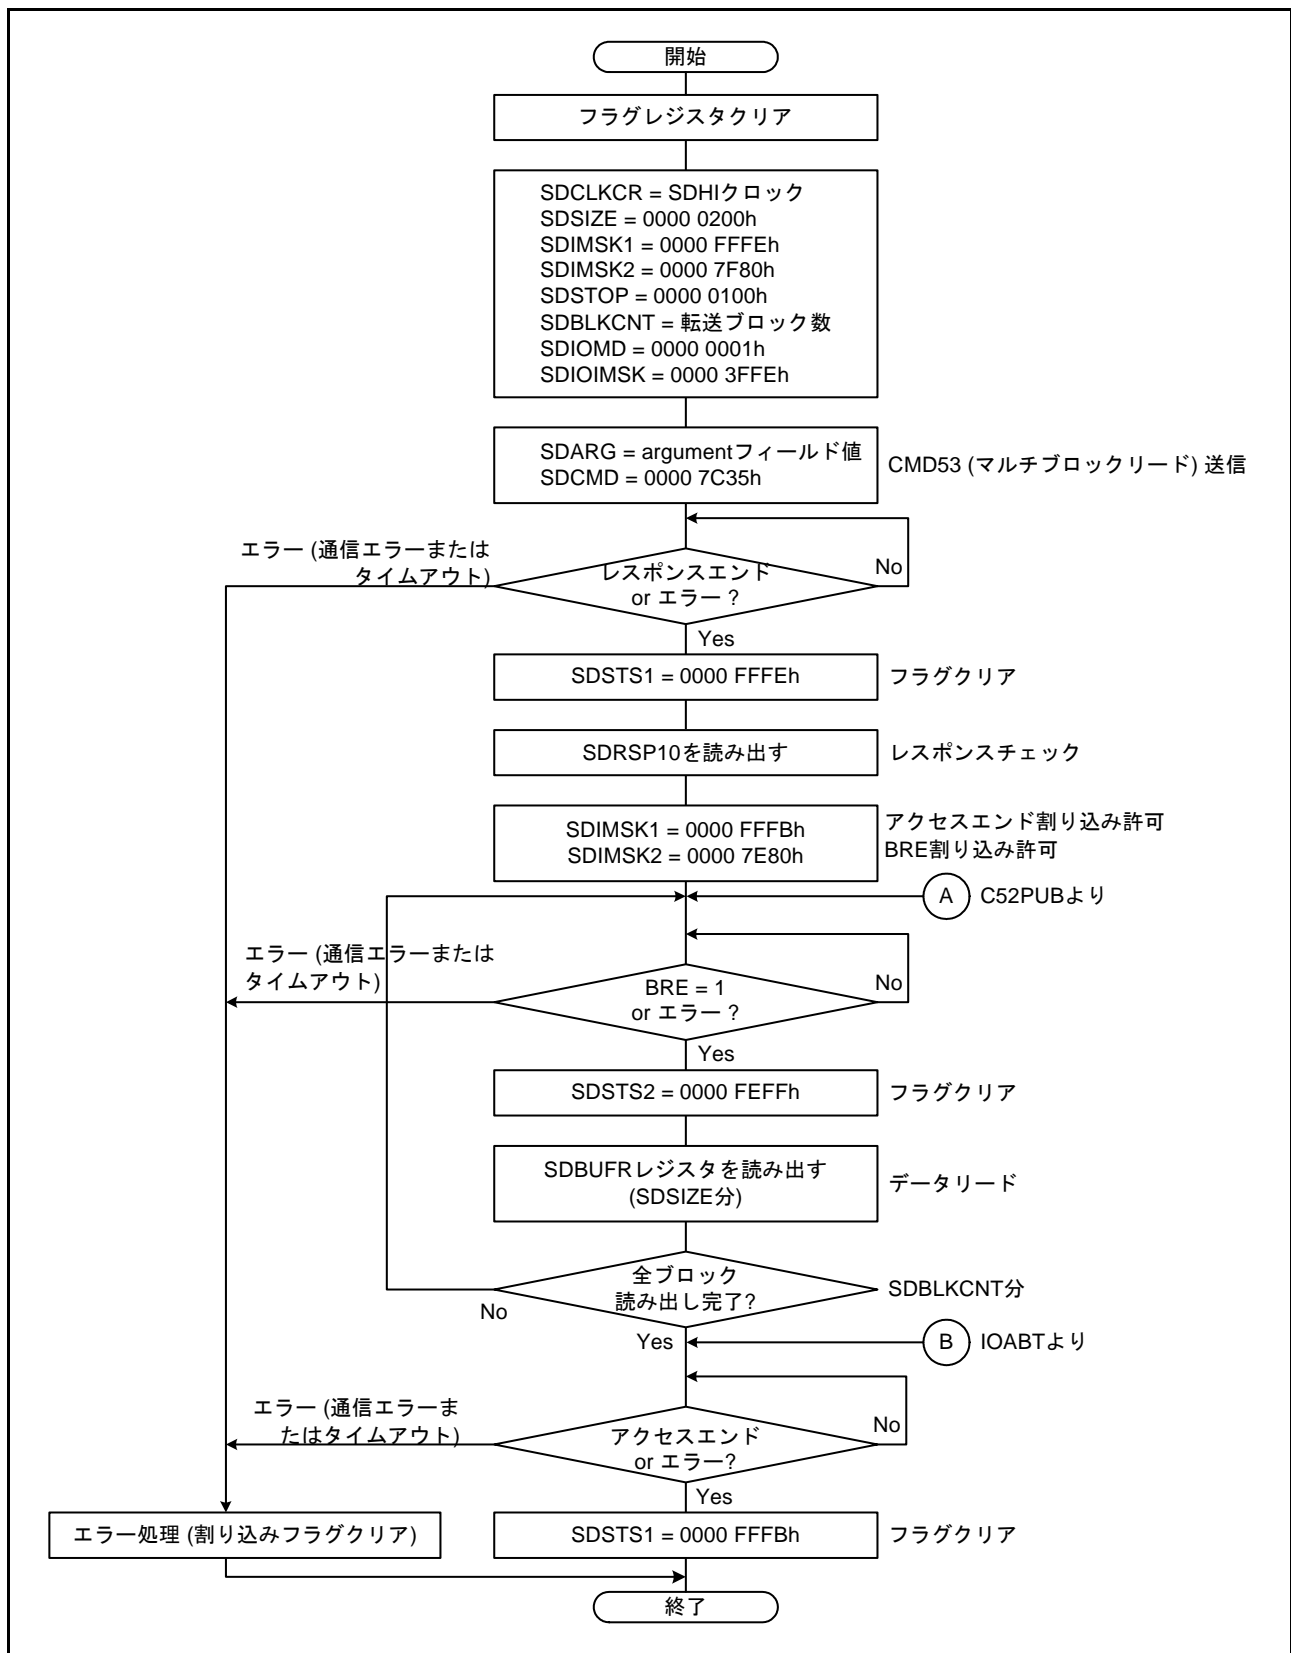 開始
フラグレジスタクリア
SDCLKCR = SDHIクロック
SDSIZE = 0000 0200h
SDIMSK1 = 0000 FFFEh
SDIMSK2 = 0000 7F80h
SDSTOP = 0000 0100h
SDBLKCNT = 転送ブロック数
SDIOMD = 0000 0001h
SDIOIMSK = 0000 3FFEh
SDARG = argumentフィールド値
SDCMD = 0000 7C35h
CMD53 (マルチブロックリード) 送信
エラー (通信エラーまたは
タイムアウト)
レスポンスエンド
or エラー ?
No
Yes
SDSTS1 = 0000 FFFEh
フラグクリア
SDRSP10を読み出す
レスポンスチェック
SDIMSK1 = 0000 FFFBh
SDIMSK2 = 0000 7E80h
アクセスエンド割り込み許可
BRE割り込み許可
A
C52PUBより
エラー (通信エラーまたは
タイムアウト)
BRE = 1
or エラー ?
No
Yes
SDSTS2 = 0000 FEFFh
フラグクリア
SDBUFRレジスタを読み出す
(SDSIZE分)
データリード
全ブロック
読み出し完了?
SDBLKCNT分
No
Yes
B
IOABTより
エラー (通信エラーま
たはタイムアウト)
アクセスエンド
or エラー?
No
Yes
エラー処理 (割り込みフラグクリア)
SDSTS1 = 0000 FFFBh
フラグクリア
終了